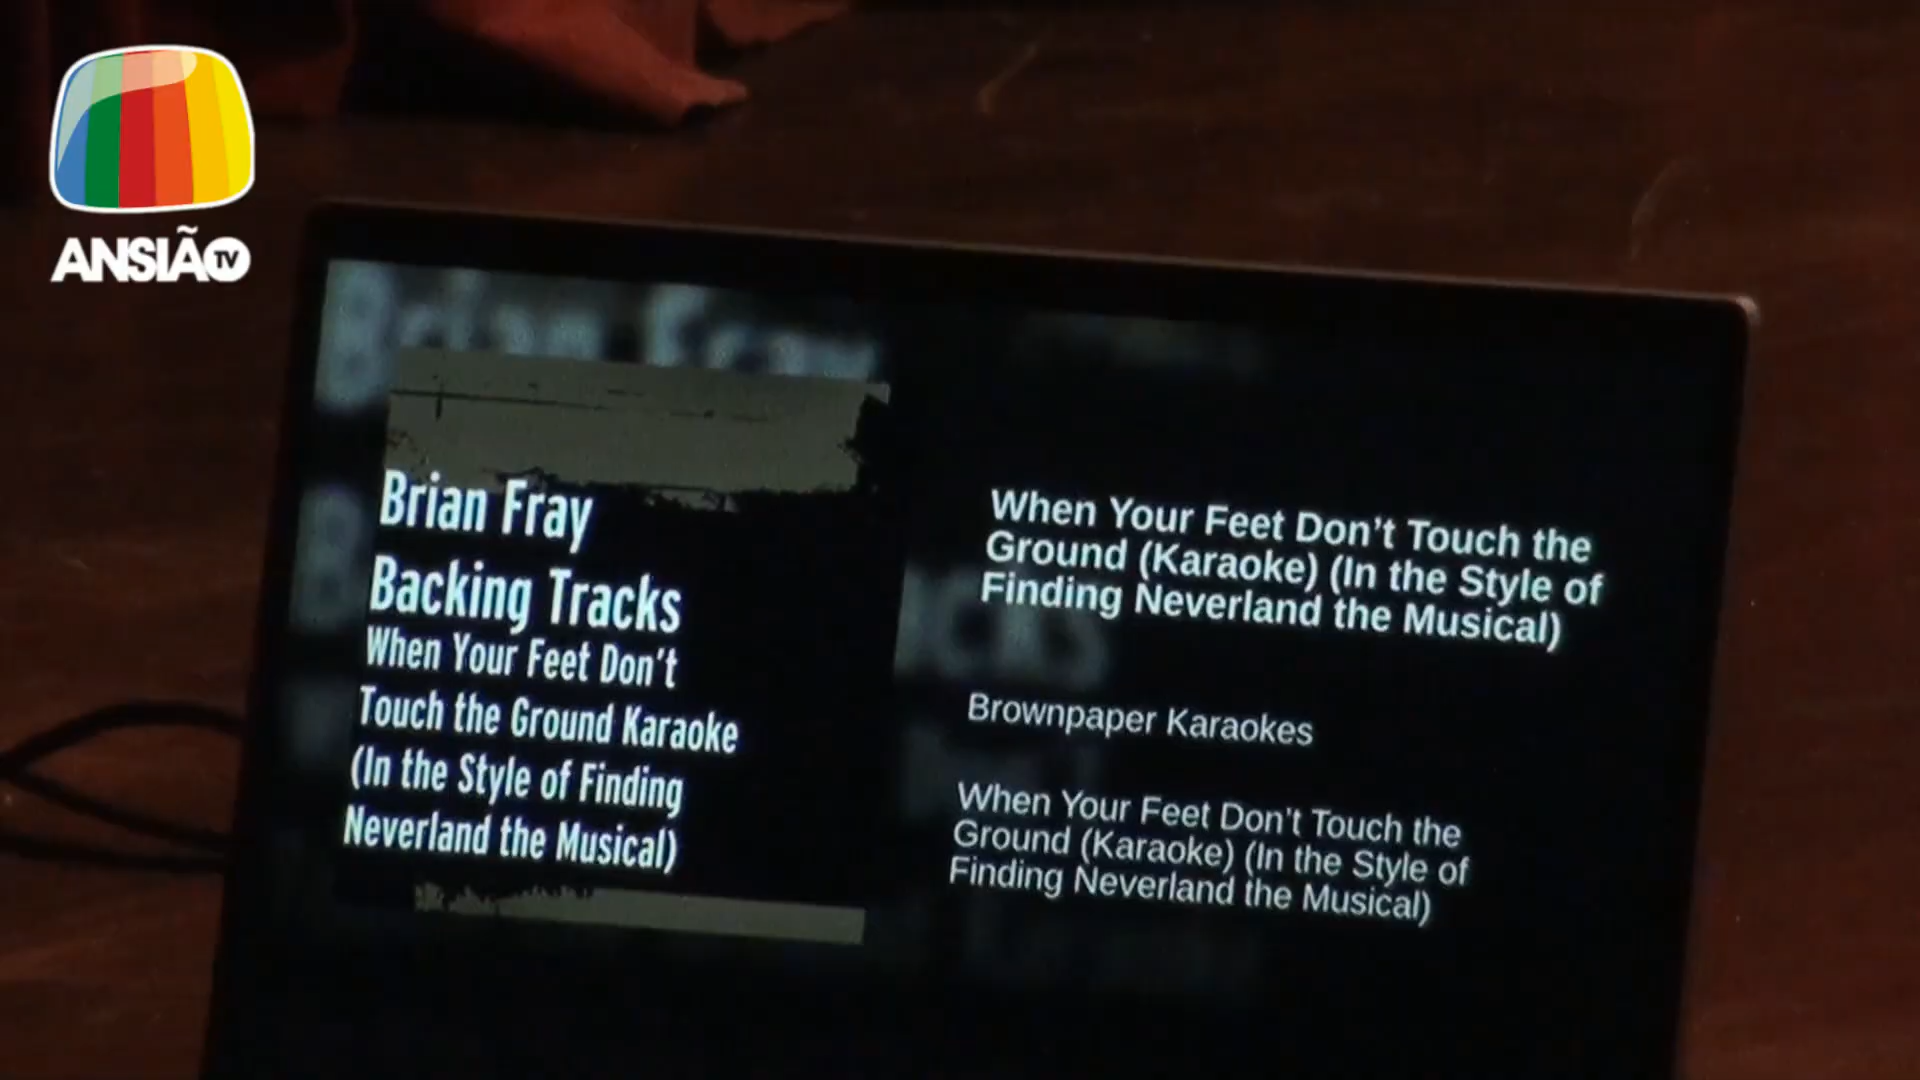 ANSIÃO TV
Brian Fray
Backing Tracks
When Your Feet Don't
Touch the Ground Karaoke
(In the Style of Finding
Neverland the Musical)
When Your Feet Don’t Touch the
Ground (Karaoke) (In the Style of
Finding Neverland the Musical)
Brownpaper Karaokes
When Your Feet Don't Touch the
Ground (Karaoke) (In the Style of
Finding Neverland the Musical)